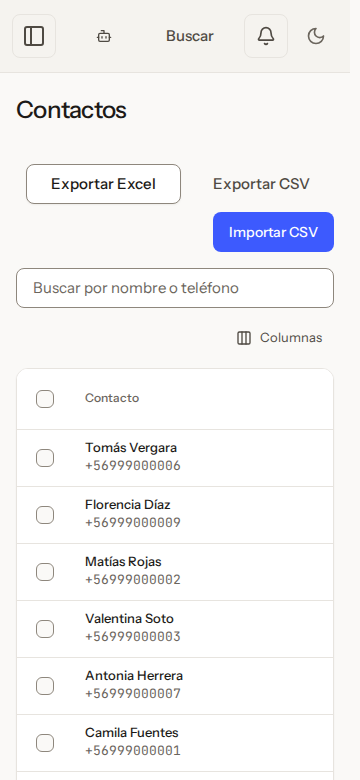 Buscar
Contactos
Exportar Excel
Exportar CSV
Importar CSV
Buscar por nombre o teléfono
Columnas
Contacto
Tomás Vergara
+56999000006
Florencia Díaz
+56999000009
Matías Rojas
+56999000002
Valentina Soto
+56999000003
Antonia Herrera
+56999000007
Camila Fuentes
+56999000001